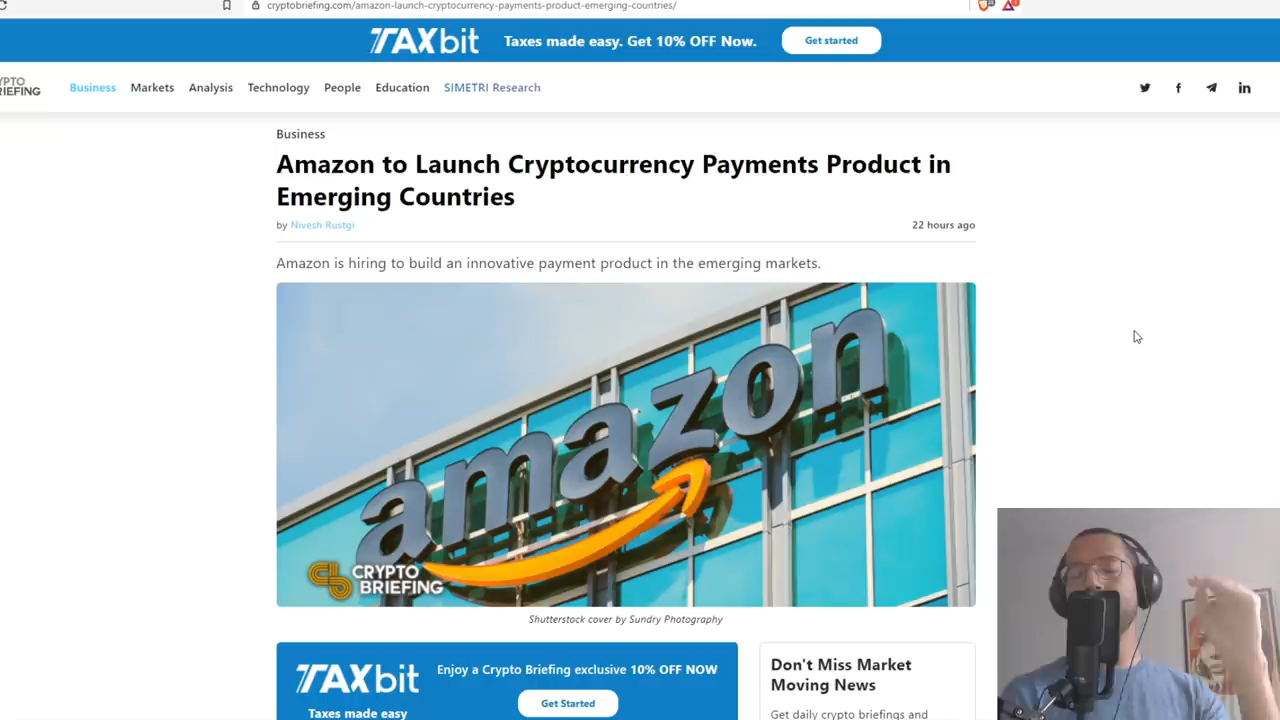 cryptobriefing.com/amazon-launch-cryptocurrency-payments-product-emerging-countries/
TAXbit Taxes made easy. Get 10% OFF Now. Get started
YPTO
RIEFING
Business Markets Analysis Technology People Education SIMETRI Research
Business
Amazon to Launch Cryptocurrency Payments Product in
Emerging Countries
by Nivesh Rustgi 22 hours ago
Amazon is hiring to build an innovative payment product in the emerging markets.
amazon
CRYPTO
BRIEFING
Shutterstock cover by Sundry Photography
TAXbit Enjoy a Crypto Briefing exclusive 10% OFF NOW
Taxes made easy
Get Started
Don't Miss Market
Moving News
Get daily crypto briefings and